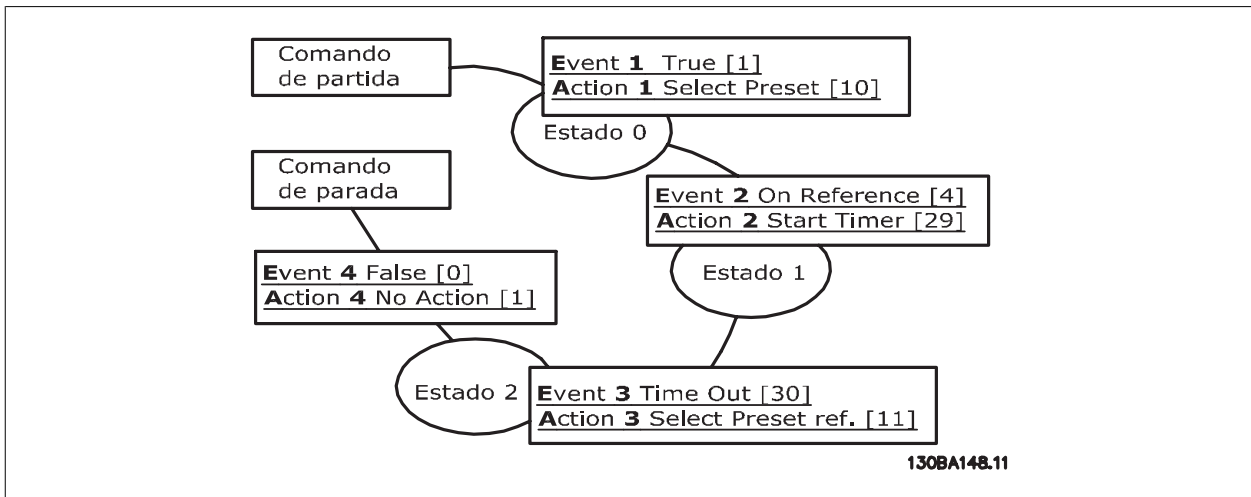 Comando
de partida
Event 1 True [1]
Action 1 Select Preset [10]
Estado 0
Comando
de parada
Event 2 On Reference [4]
Action 2 Start Timer [29]
Estado 1
Event 4 False [0]
Action 4 No Action [1]
Estado 2
Event 3 Time Out [30]
Action 3 Select Preset ref. [11]
130BA148.11